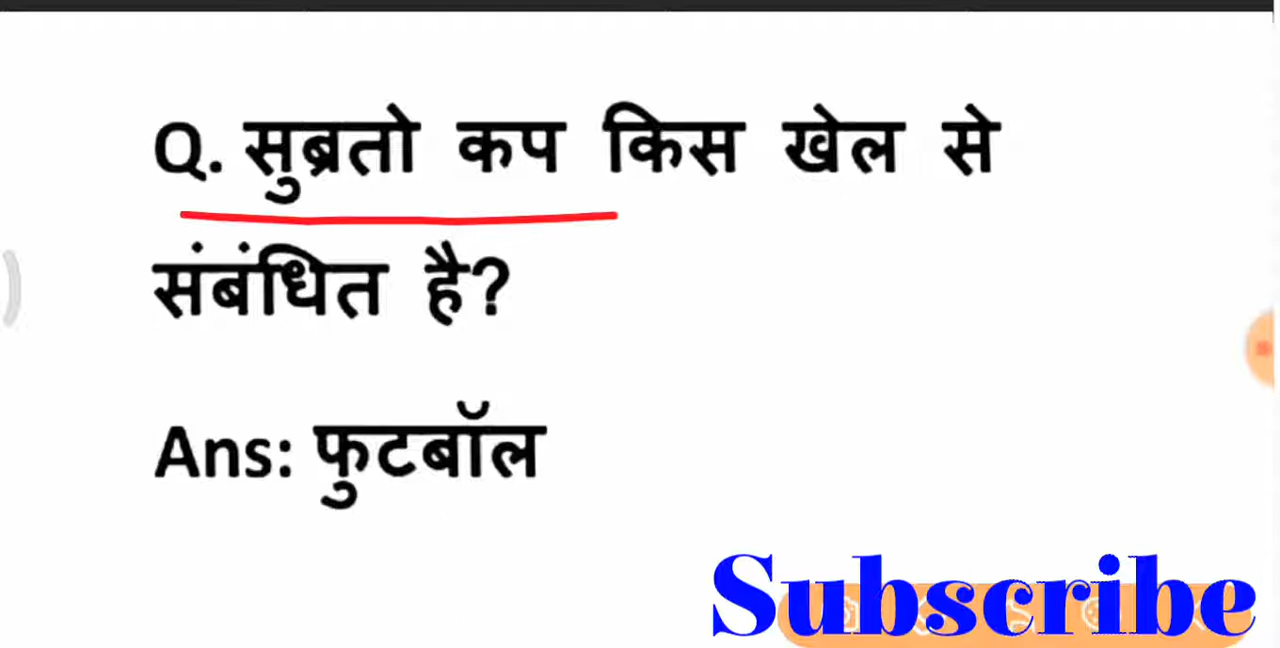 Q. सुब्रतो कप किस खेल से
संबंधित है?
Ans: फुटबॉल
Subscribe